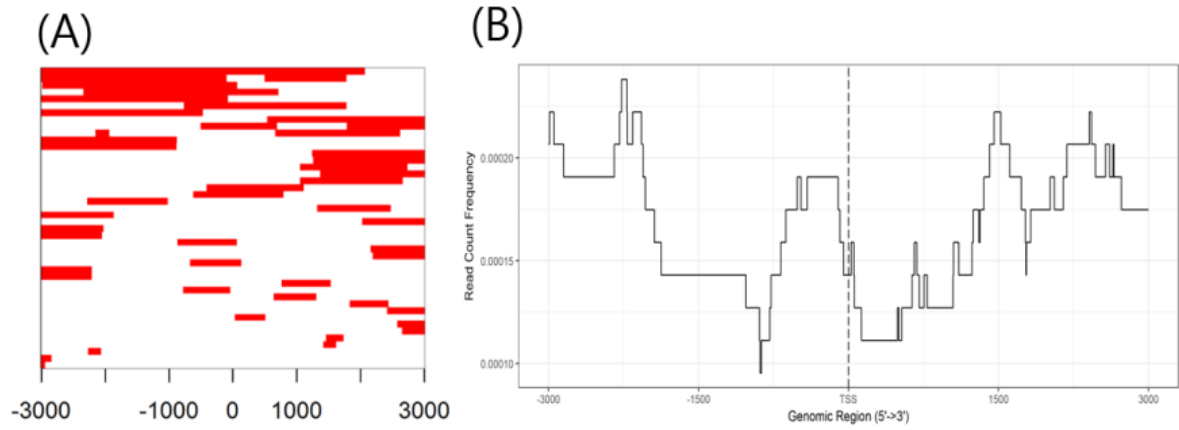 (A)
-3000 -1000 0 1000 3000
(B)
Read Count Frequency
0.00020
0.00015
0.00010
-3000 -1500 TSS 1500 3000
Genomic Region (5'->3')